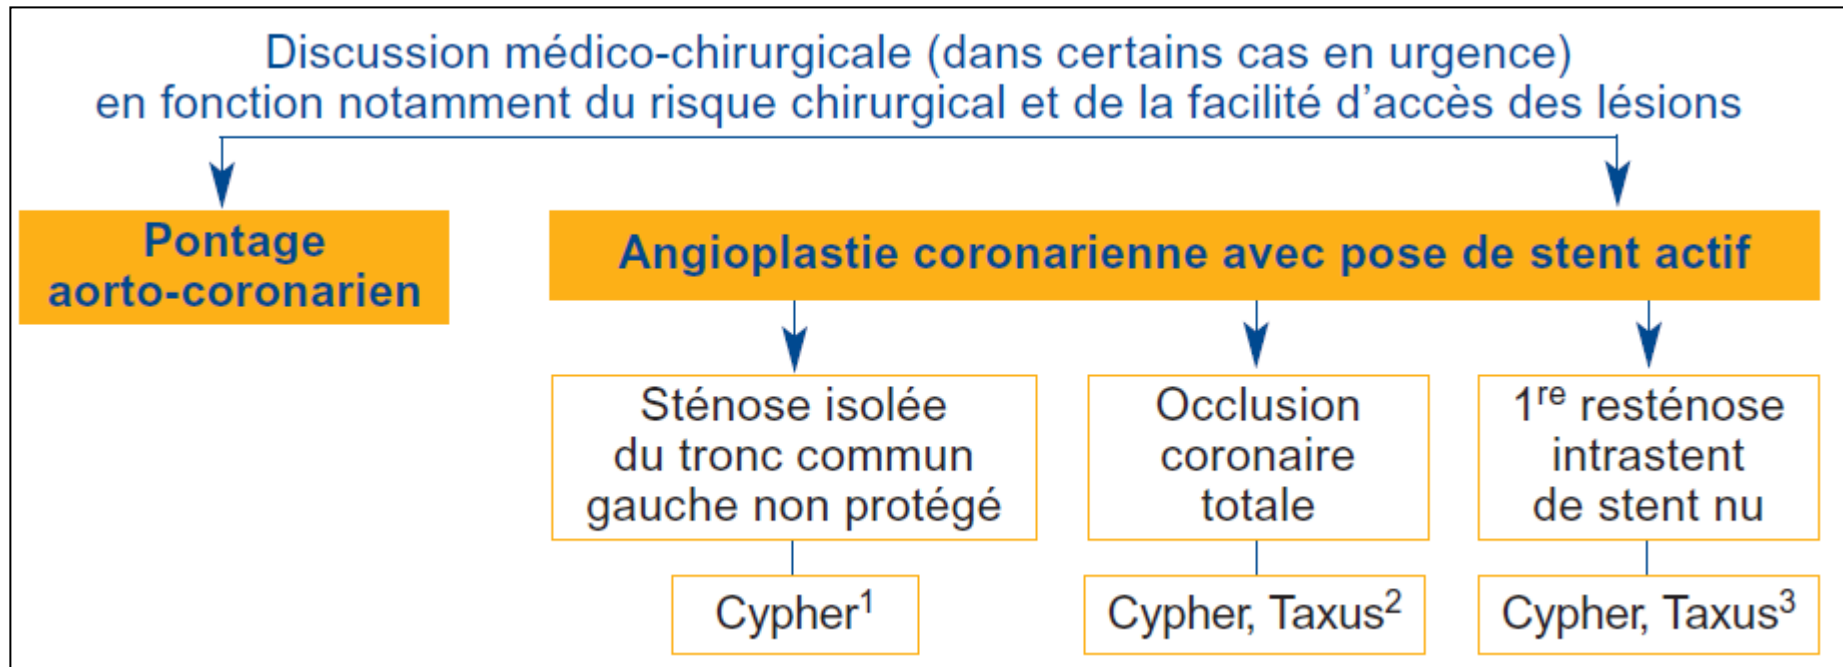 Discussion médico-chirurgicale (dans certains cas en urgence)
en fonction notamment du risque chirurgical et de la facilité d’accès des lésions
Pontage
aorto-coronarien
Angioplastie coronarienne avec pose de stent actif
Sténose isolée
du tronc commun
gauche non protégé
Occlusion
coronaire
totale
1re resténose
intrastent
de stent nu
Cypher1
Cypher, Taxus2
Cypher, Taxus3